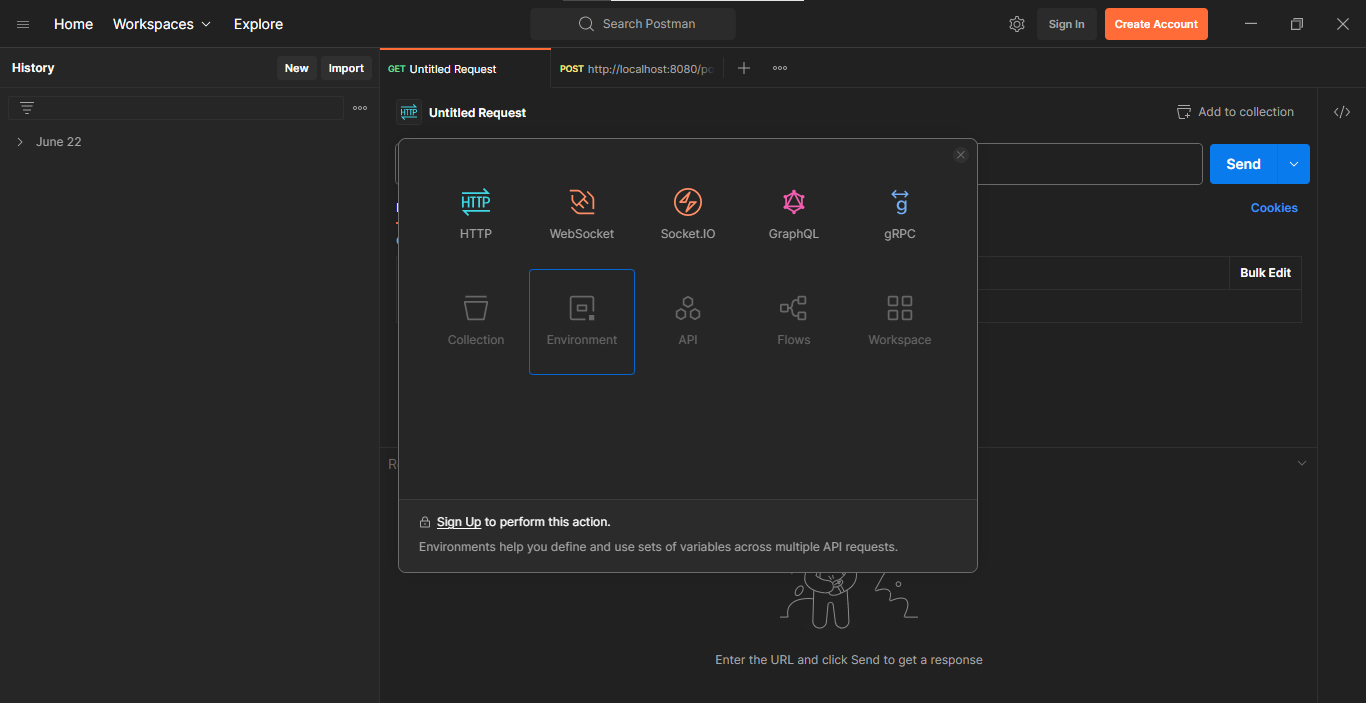 Home Workspaces Explore Search Postman Sign In Create Account
History New Import GET Untitled Request POST http://localhost:8080/po
HTTP Untitled Request Add to collection
June 22
Send
Cookies
HTTP
HTTP WebSocket Socket.IO GraphQL gRPC
Bulk Edit
Collection Environment API Flows Workspace
R
Sign Up to perform this action.
Environments help you define and use sets of variables across multiple API requests.
Enter the URL and click Send to get a response